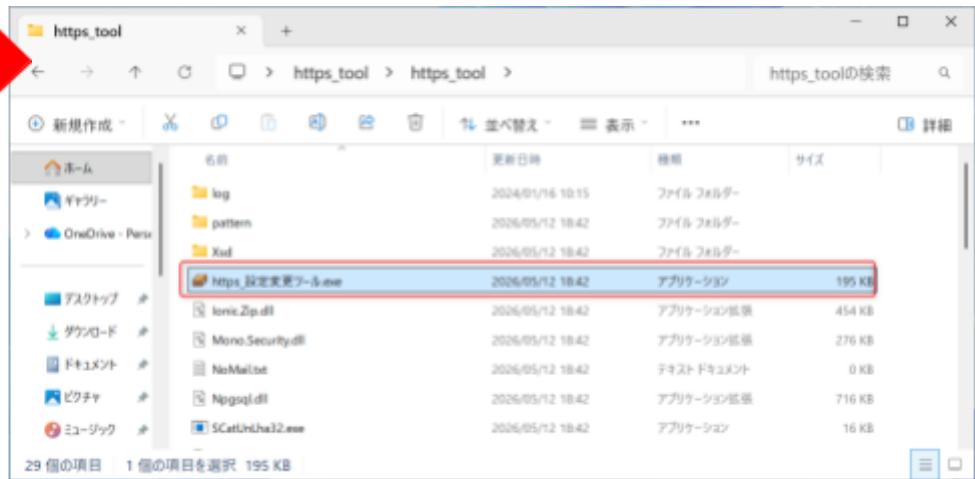 https_tool
https_tool > https_tool > https_toolの検索
新規作成 並べ替え 表示 ... 詳細
名前 更新日時 種類 サイズ
ホーム
ギャラリー
OneDrive - Perse
デスクトップ
ダウンロード
ドキュメント
ピクチャ
ミュージック
log 2024/01/16 10:15 ファイル フォルダー
pattern 2026/05/12 18:42 ファイル フォルダー
Xsd 2026/05/12 18:42 ファイル フォルダー
https_設定変更ツール.exe 2026/05/12 18:42 アプリケーション 195 KB
Ionic.Zip.dll 2026/05/12 18:42 アプリケーション拡張 454 KB
Mono.Security.dll 2026/05/12 18:42 アプリケーション拡張 276 KB
NoMail.txt 2026/05/12 18:42 テキスト ドキュメント 0 KB
Npgsql.dll 2026/05/12 18:42 アプリケーション拡張 716 KB
SCatUnLha32.exe 2026/05/12 18:42 アプリケーション 16 KB
29 個の項目 1 個の項目を選択 195 KB